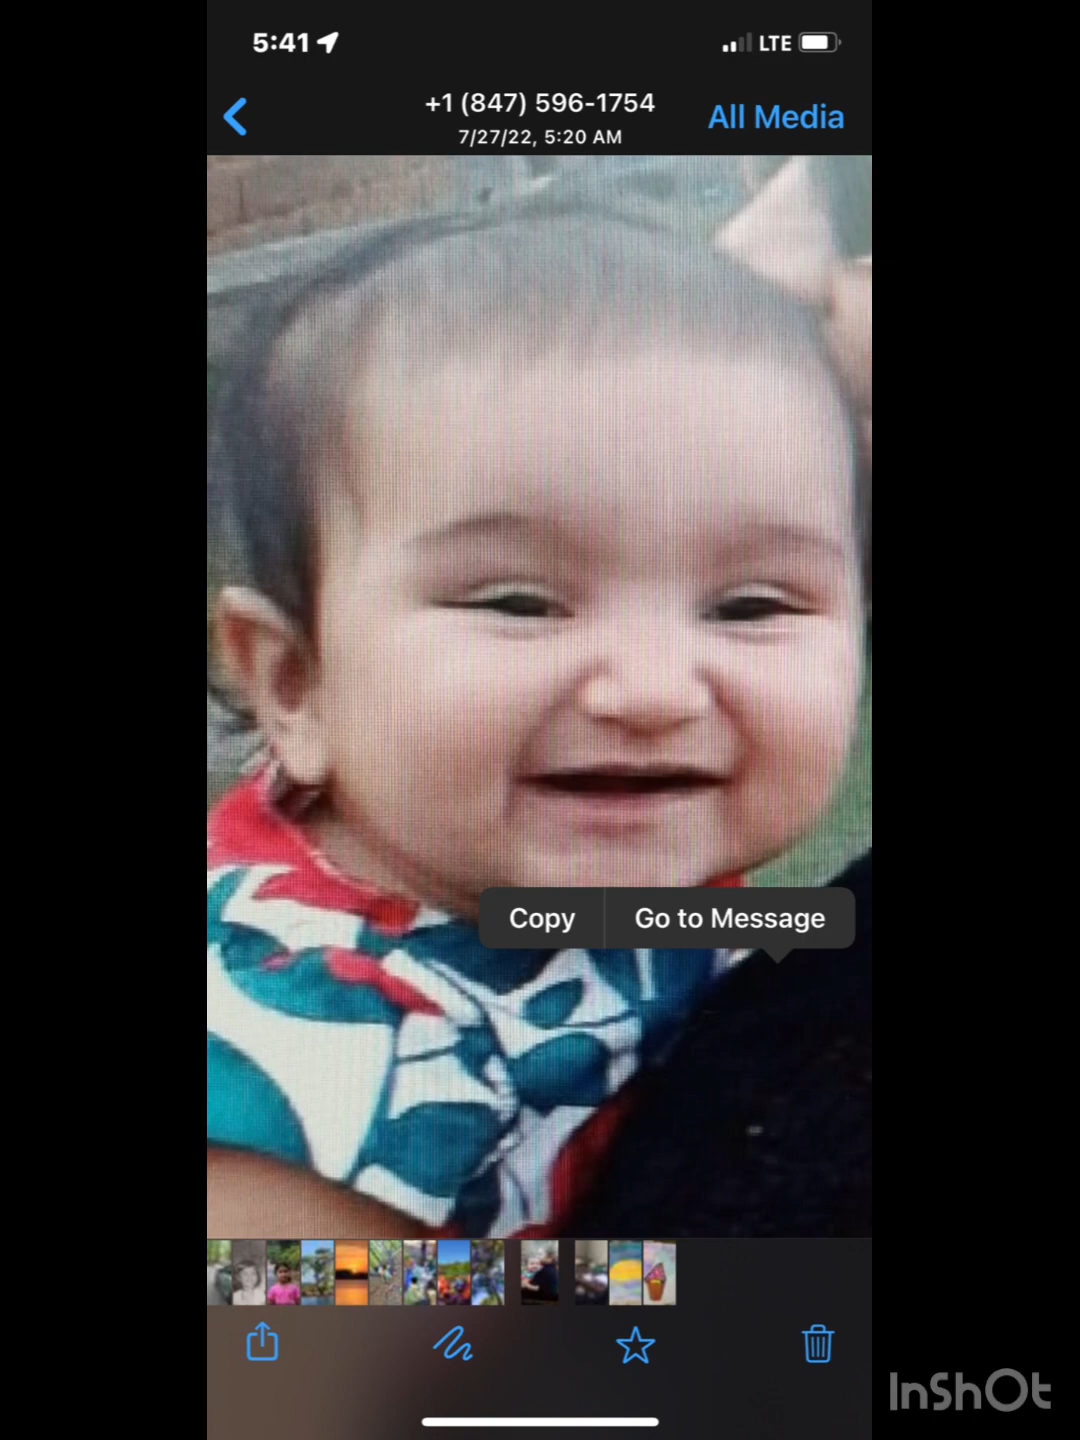 5:41
LTE
+1 (847) 596-1754
7/27/22, 5:20 AM
All Media
Copy
Go to Message
InShOt